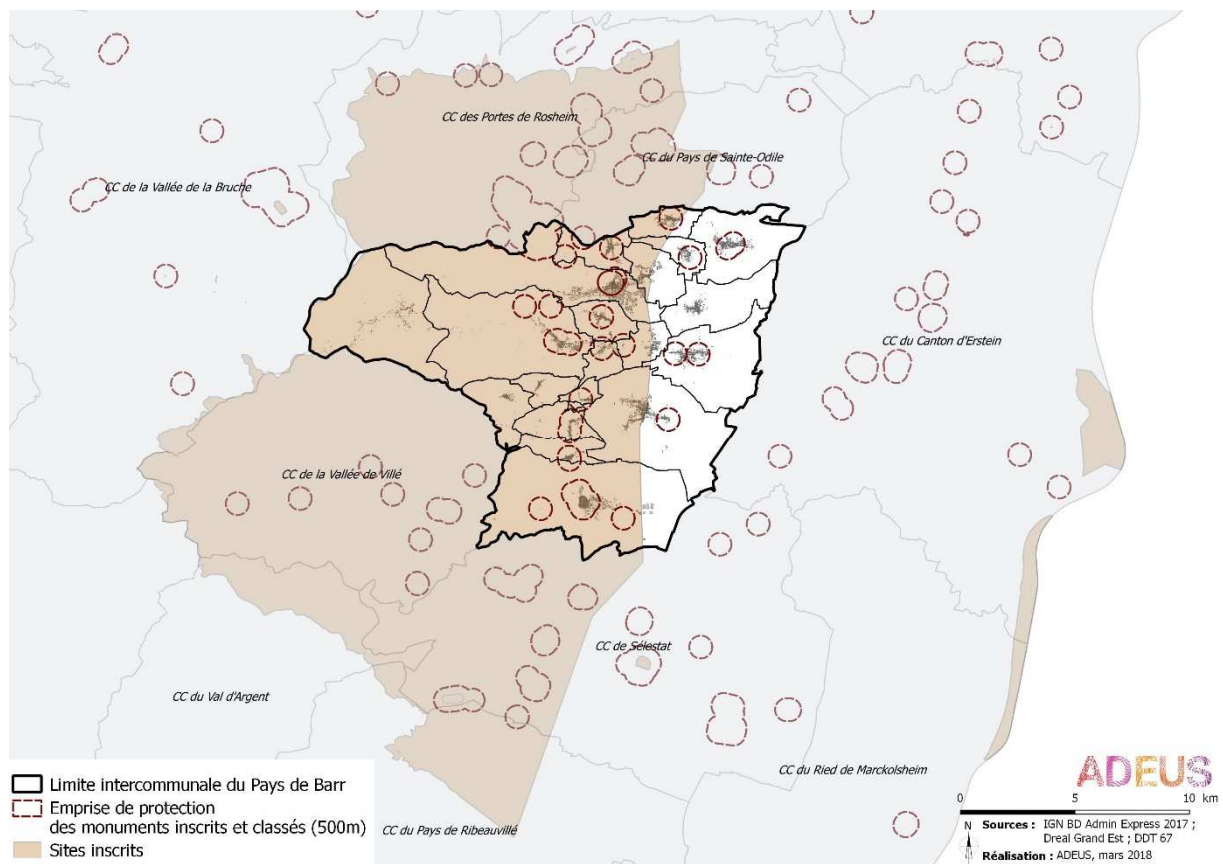 CC des Portes de Rosheim
CC du Pays de Sainte-Odile
CC de la Vallée de la Bruche
CC du Canton d'Erstein
CC de la Vallée de Villé
CC de Sélestat
CC du Val d'Argent
CC du Ried de Marckolsheim
CC du Pays de Ribeauvillé
Limite intercommunale du Pays de Barr
Emprise de protection
des monuments inscrits et classés (500m)
Sites inscrits
ADEUS
0 5 10 km
N
Sources : IGN BD Admin Express 2017 ;
Dreal Grand Est ; DDT 67
Réalisation : ADEUS, mars 2018